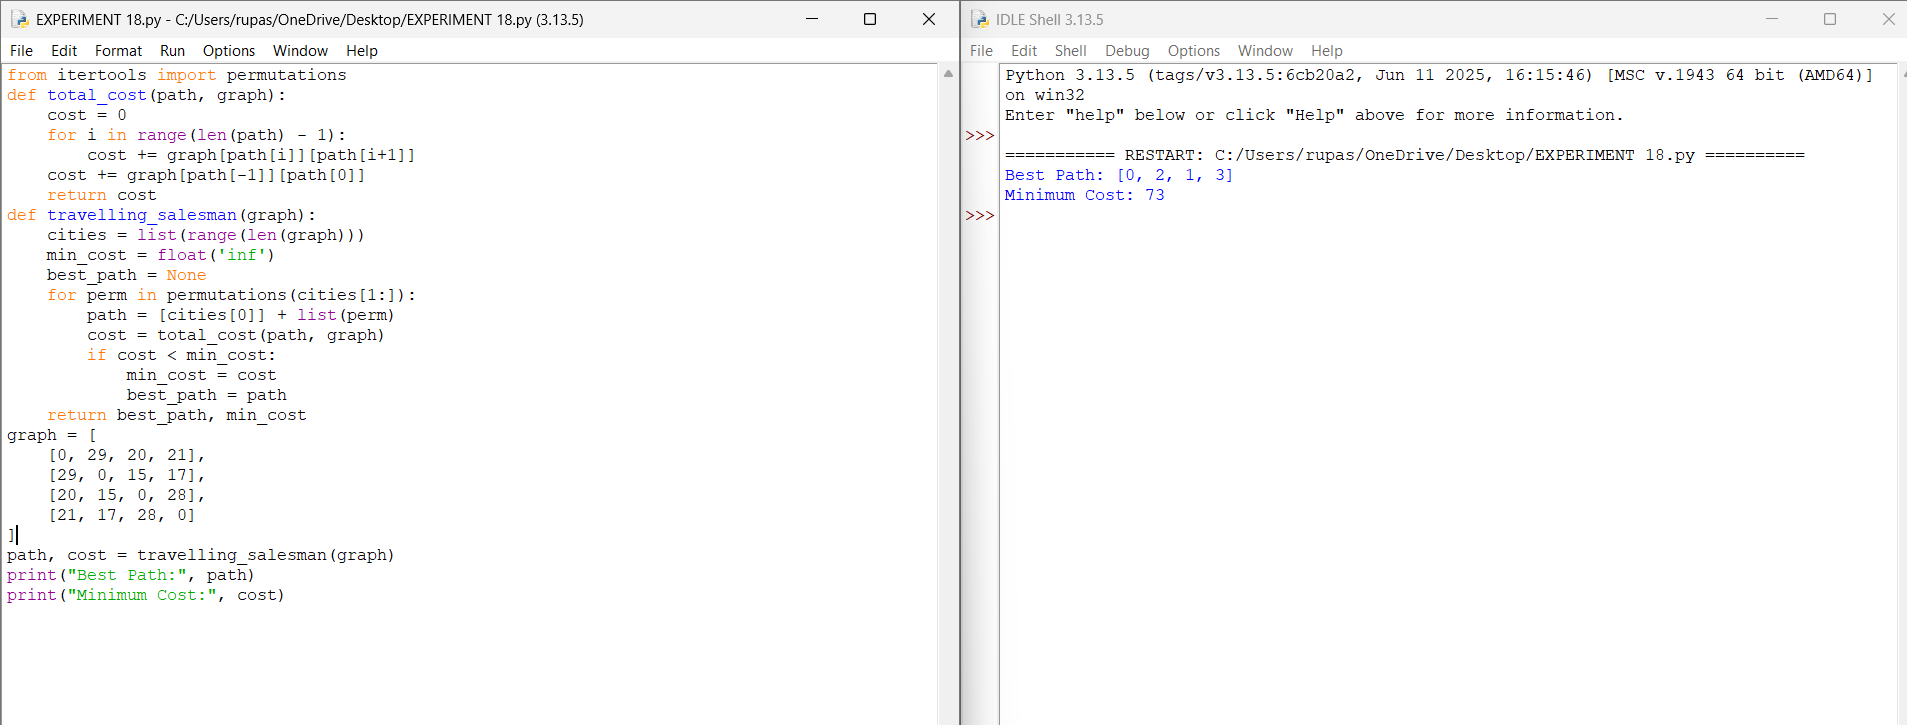 EXPERIMENT 18.py - C:/Users/rupas/OneDrive/Desktop/EXPERIMENT 18.py (3.13.5)
File Edit Format Run Options Window Help
from itertools import permutations
def total_cost(path, graph):
    cost = 0
    for i in range(len(path) - 1):
        cost += graph[path[i]][path[i+1]]
    cost += graph[path[-1]][path[0]]
    return cost
def travelling_salesman(graph):
    cities = list(range(len(graph)))
    min_cost = float('inf')
    best_path = None
    for perm in permutations(cities[1:]):
        path = [cities[0]] + list(perm)
        cost = total_cost(path, graph)
        if cost < min_cost:
            min_cost = cost
            best_path = path
    return best_path, min_cost
graph = [
    [0, 29, 20, 21],
    [29, 0, 15, 17],
    [20, 15, 0, 28],
    [21, 17, 28, 0]
]
path, cost = travelling_salesman(graph)
print("Best Path:", path)
print("Minimum Cost:", cost)
IDLE Shell 3.13.5
File Edit Shell Debug Options Window Help
Python 3.13.5 (tags/v3.13.5:6cb20a2, Jun 11 2025, 16:15:46) [MSC v.1943 64 bit (AMD64)]
on win32
Enter "help" below or click "Help" above for more information.
>>>
=========== RESTART: C:/Users/rupas/OneDrive/Desktop/EXPERIMENT 18.py ==========
Best Path: [0, 2, 1, 3]
Minimum Cost: 73
>>>